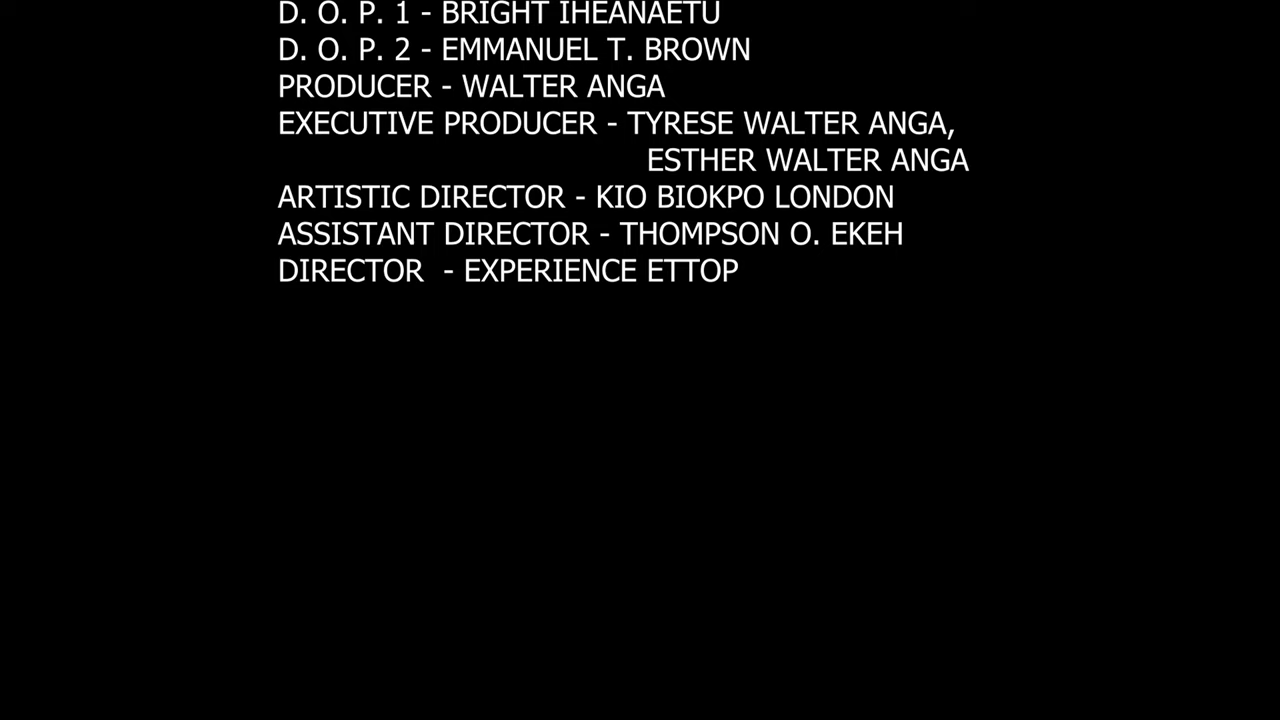 D. O. P. 1 - BRIGHT IHEANAETU
D. O. P. 2 - EMMANUEL T. BROWN
PRODUCER - WALTER ANGA
EXECUTIVE PRODUCER - TYRESE WALTER ANGA,
ESTHER WALTER ANGA
ARTISTIC DIRECTOR - KIO BIOKPO LONDON
ASSISTANT DIRECTOR - THOMPSON O. EKEH
DIRECTOR - EXPERIENCE ETTOP